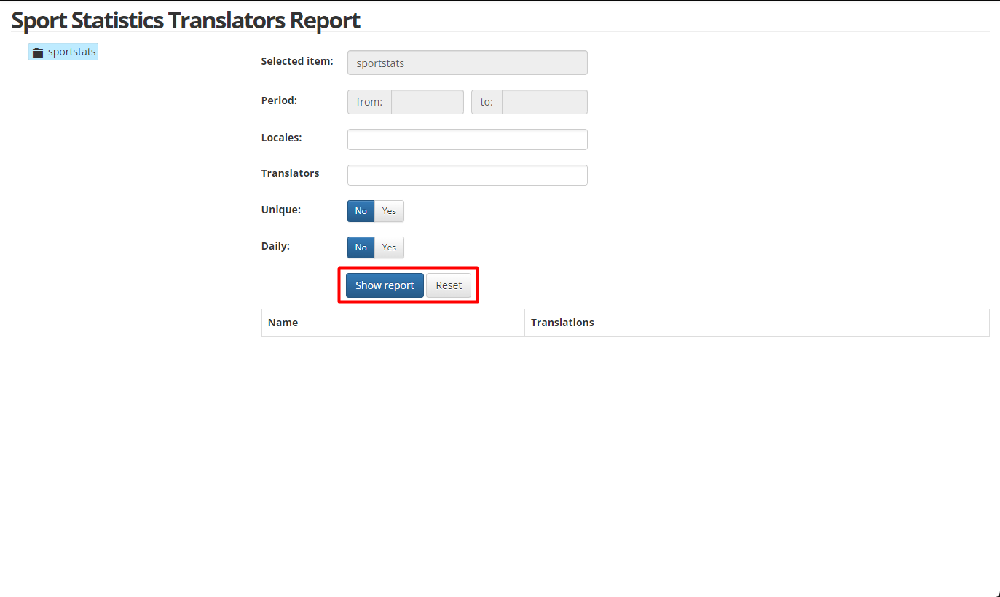 Sport Statistics Translators Report
sportstats
Selected item: sportstats
Period: from: to:
Locales:
Translators
Unique: No Yes
Daily: No Yes
Show report Reset
Name Translations